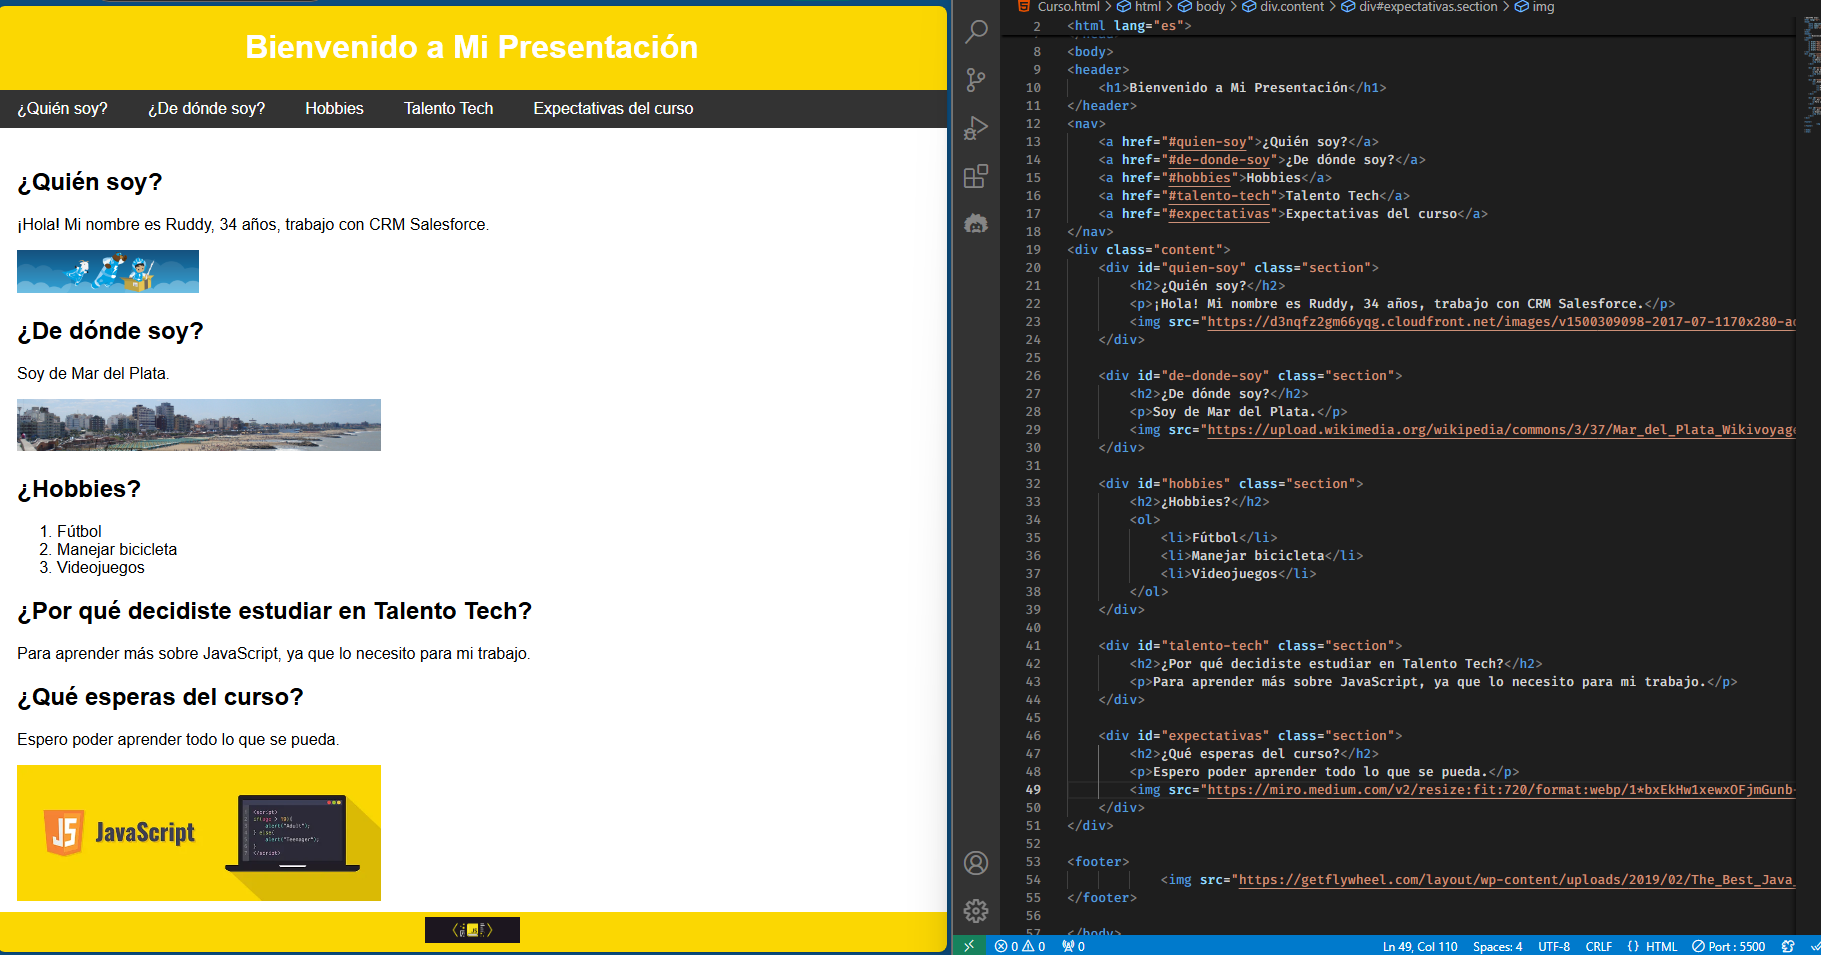 Bienvenido a Mi Presentación
¿Quién soy? ¿De dónde soy? Hobbies Talento Tech Expectativas del curso
¿Quién soy?
¡Hola! Mi nombre es Ruddy, 34 años, trabajo con CRM Salesforce.
¿De dónde soy?
Soy de Mar del Plata.
¿Hobbies?
1. Fútbol
2. Manejar bicicleta
3. Videojuegos
¿Por qué decidiste estudiar en Talento Tech?
Para aprender más sobre JavaScript, ya que lo necesito para mi trabajo.
¿Qué esperas del curso?
Espero poder aprender todo lo que se pueda.
JS JavaScript
<script>
alert("Adult");
} else{
alert("Teenager");
}
</script>
Curso.html > html > body > div.content > div#expectativas.section > img
2 <html lang="es">
8 <body>
9 <header>
10 <h1>Bienvenido a Mi Presentación</h1>
11 </header>
12 <nav>
13 <a href="#quien-soy">¿Quién soy?</a>
14 <a href="#de-donde-soy">¿De dónde soy?</a>
15 <a href="#hobbies">Hobbies</a>
16 <a href="#talento-tech">Talento Tech</a>
17 <a href="#expectativas">Expectativas del curso</a>
18 </nav>
19 <div class="content">
20 <div id="quien-soy" class="section">
21 <h2>¿Quién soy?</h2>
22 <p>¡Hola! Mi nombre es Ruddy, 34 años, trabajo con CRM Salesforce.</p>
23 <img src="https://d3nqfz2gm66yqg.cloudfront.net/images/v1500309098-2017-07-1170x280-ad
24 </div>
25
26 <div id="de-donde-soy" class="section">
27 <h2>¿De dónde soy?</h2>
28 <p>Soy de Mar del Plata.</p>
29 <img src="https://upload.wikimedia.org/wikipedia/commons/3/37/Mar_del_Plata_Wikivoyage
30 </div>
31
32 <div id="hobbies" class="section">
33 <h2>¿Hobbies?</h2>
34 <ol>
35 <li>Fútbol</li>
36 <li>Manejar bicicleta</li>
37 <li>Videojuegos</li>
38 </ol>
39 </div>
40
41 <div id="talento-tech" class="section">
42 <h2>¿Por qué decidiste estudiar en Talento Tech?</h2>
43 <p>Para aprender más sobre JavaScript, ya que lo necesito para mi trabajo.</p>
44 </div>
45
46 <div id="expectativas" class="section">
47 <h2>¿Qué esperas del curso?</h2>
48 <p>Espero poder aprender todo lo que se pueda.</p>
49 <img src="https://miro.medium.com/v2/resize:fit:720/format:webp/1*bxEkHw1xewxOFjmGunb-
50 </div>
51 </div>
52
53 <footer>
54 <img src="https://getflywheel.com/layout/wp-content/uploads/2019/02/The_Best_Java_
55 </footer>
56
57 </body>
0 0 0 Ln 49, Col 110 Spaces: 4 UTF-8 CRLF {} HTML Port : 5500